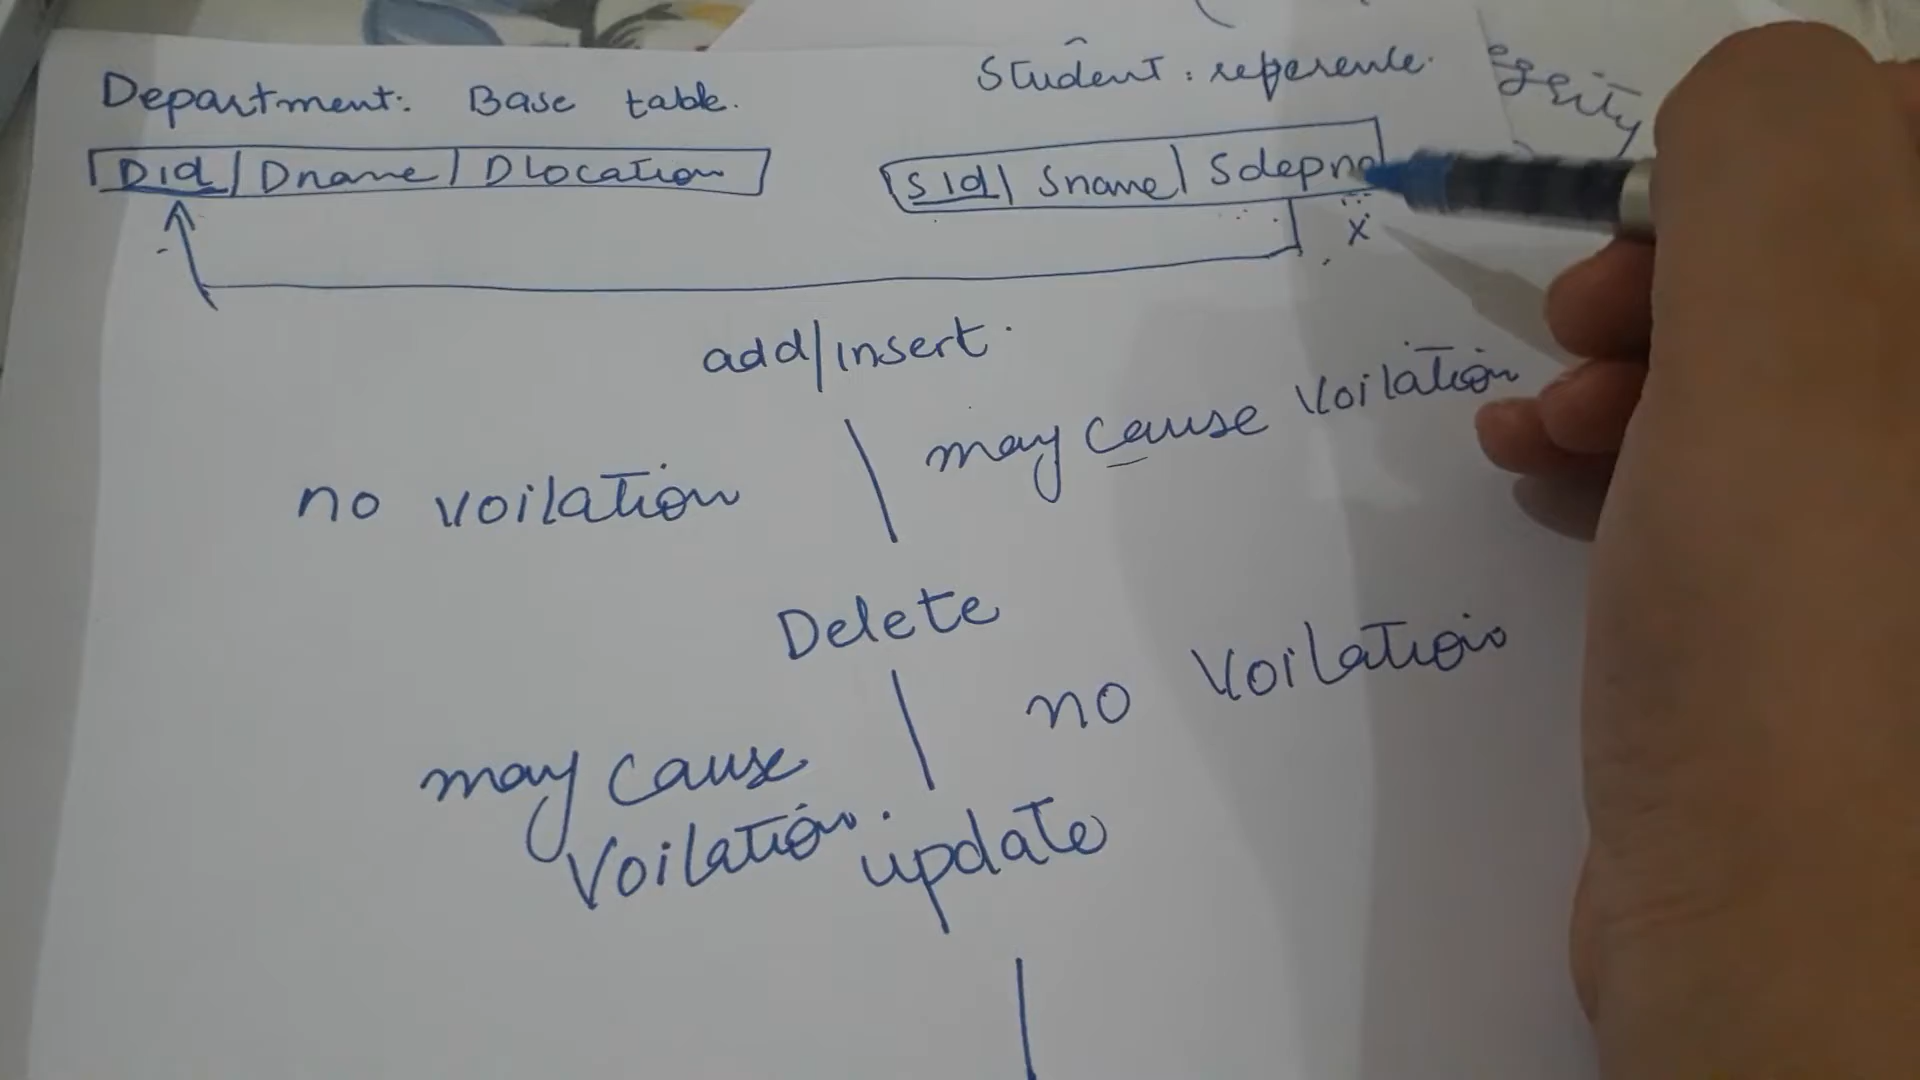 Department: Base table.
Student: reference.
Did | Dname | DLocation
SId | Sname | Sdepno
x
add/insert
no voilation | may cause Voilation
Delete
may cause Voilation. | no Voilation
update